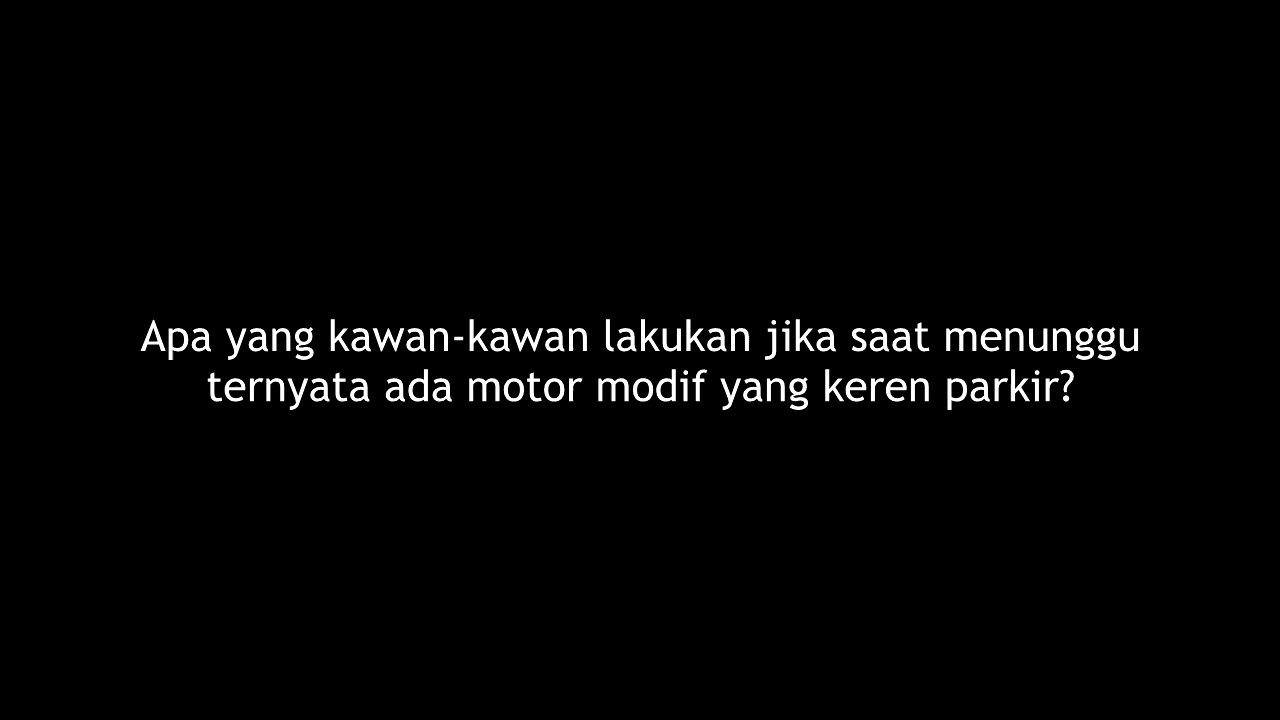 Apa yang kawan-kawan lakukan jika saat menunggu
ternyata ada motor modif yang keren parkir?